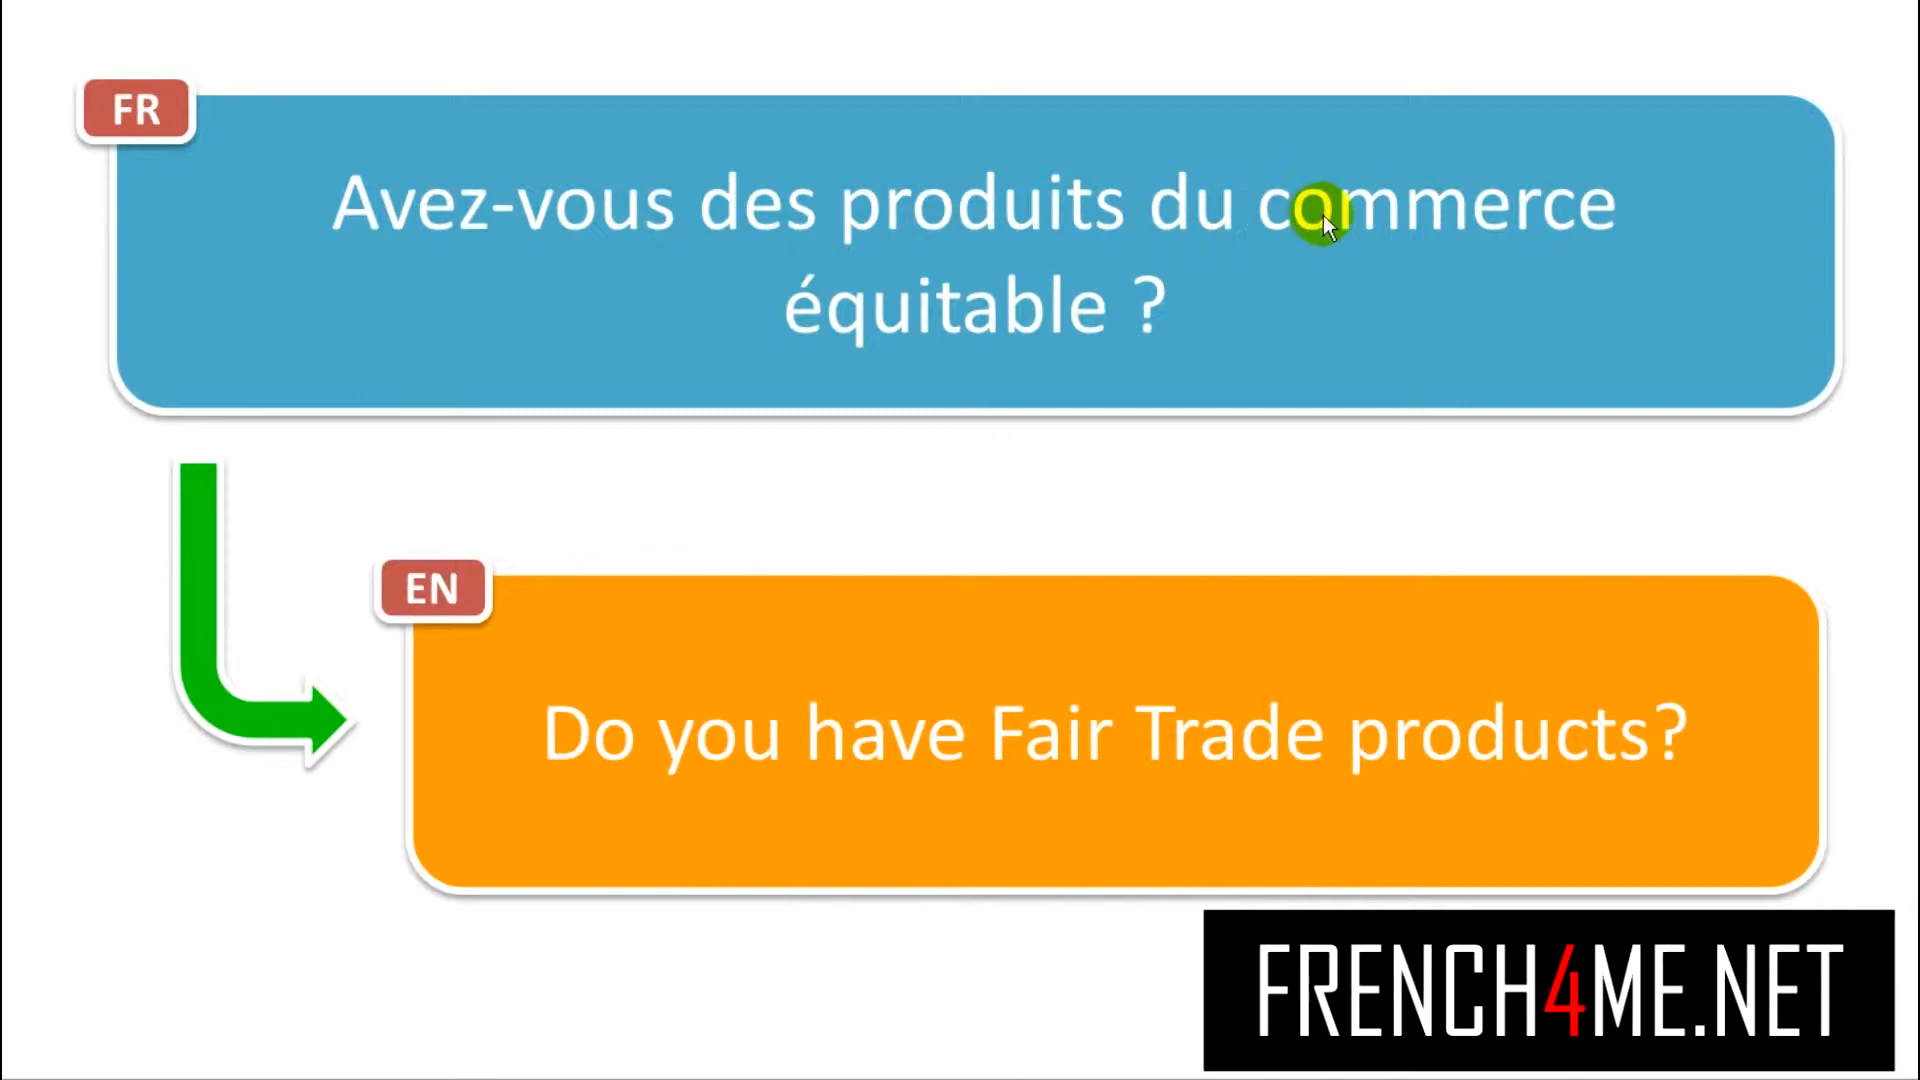 FR
Avez-vous des produits du commerce
équitable ?
EN
Do you have Fair Trade products?
FRENCH4ME.NET